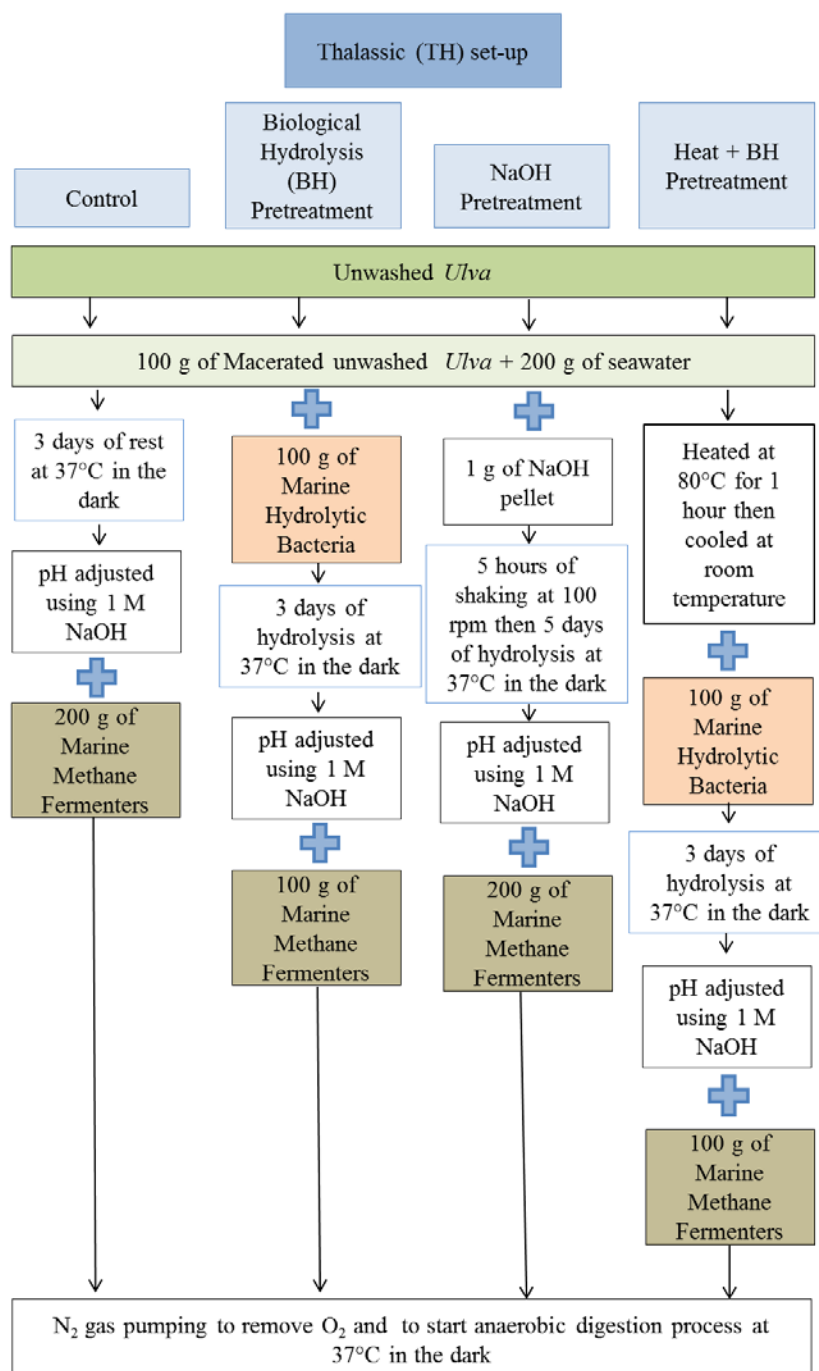 Thalassic (TH) set-up
Control
Biological
Hydrolysis
(BH)
Pretreatment
NaOH
Pretreatment
Heat + BH
Pretreatment
Unwashed Ulva
100 g of Macerated unwashed Ulva + 200 g of seawater
3 days of rest
at 37°C in the
dark
pH adjusted
using 1 M
NaOH
200 g of
Marine
Methane
Fermenters
100 g of
Marine
Hydrolytic
Bacteria
3 days of
hydrolysis at
37°C in the dark
pH adjusted
using 1 M
NaOH
100 g of
Marine
Methane
Fermenters
1 g of NaOH
pellet
5 hours of
shaking at 100
rpm then 5 days
of hydrolysis at
37°C in the dark
pH adjusted
using 1 M
NaOH
200 g of
Marine
Methane
Fermenters
Heated at
80°C for 1
hour then
cooled at
room
temperature
100 g of
Marine
Hydrolytic
Bacteria
3 days of
hydrolysis at
37°C in the dark
pH adjusted
using 1 M
NaOH
100 g of
Marine
Methane
Fermenters
N₂ gas pumping to remove O₂ and to start anaerobic digestion process at
37°C in the dark